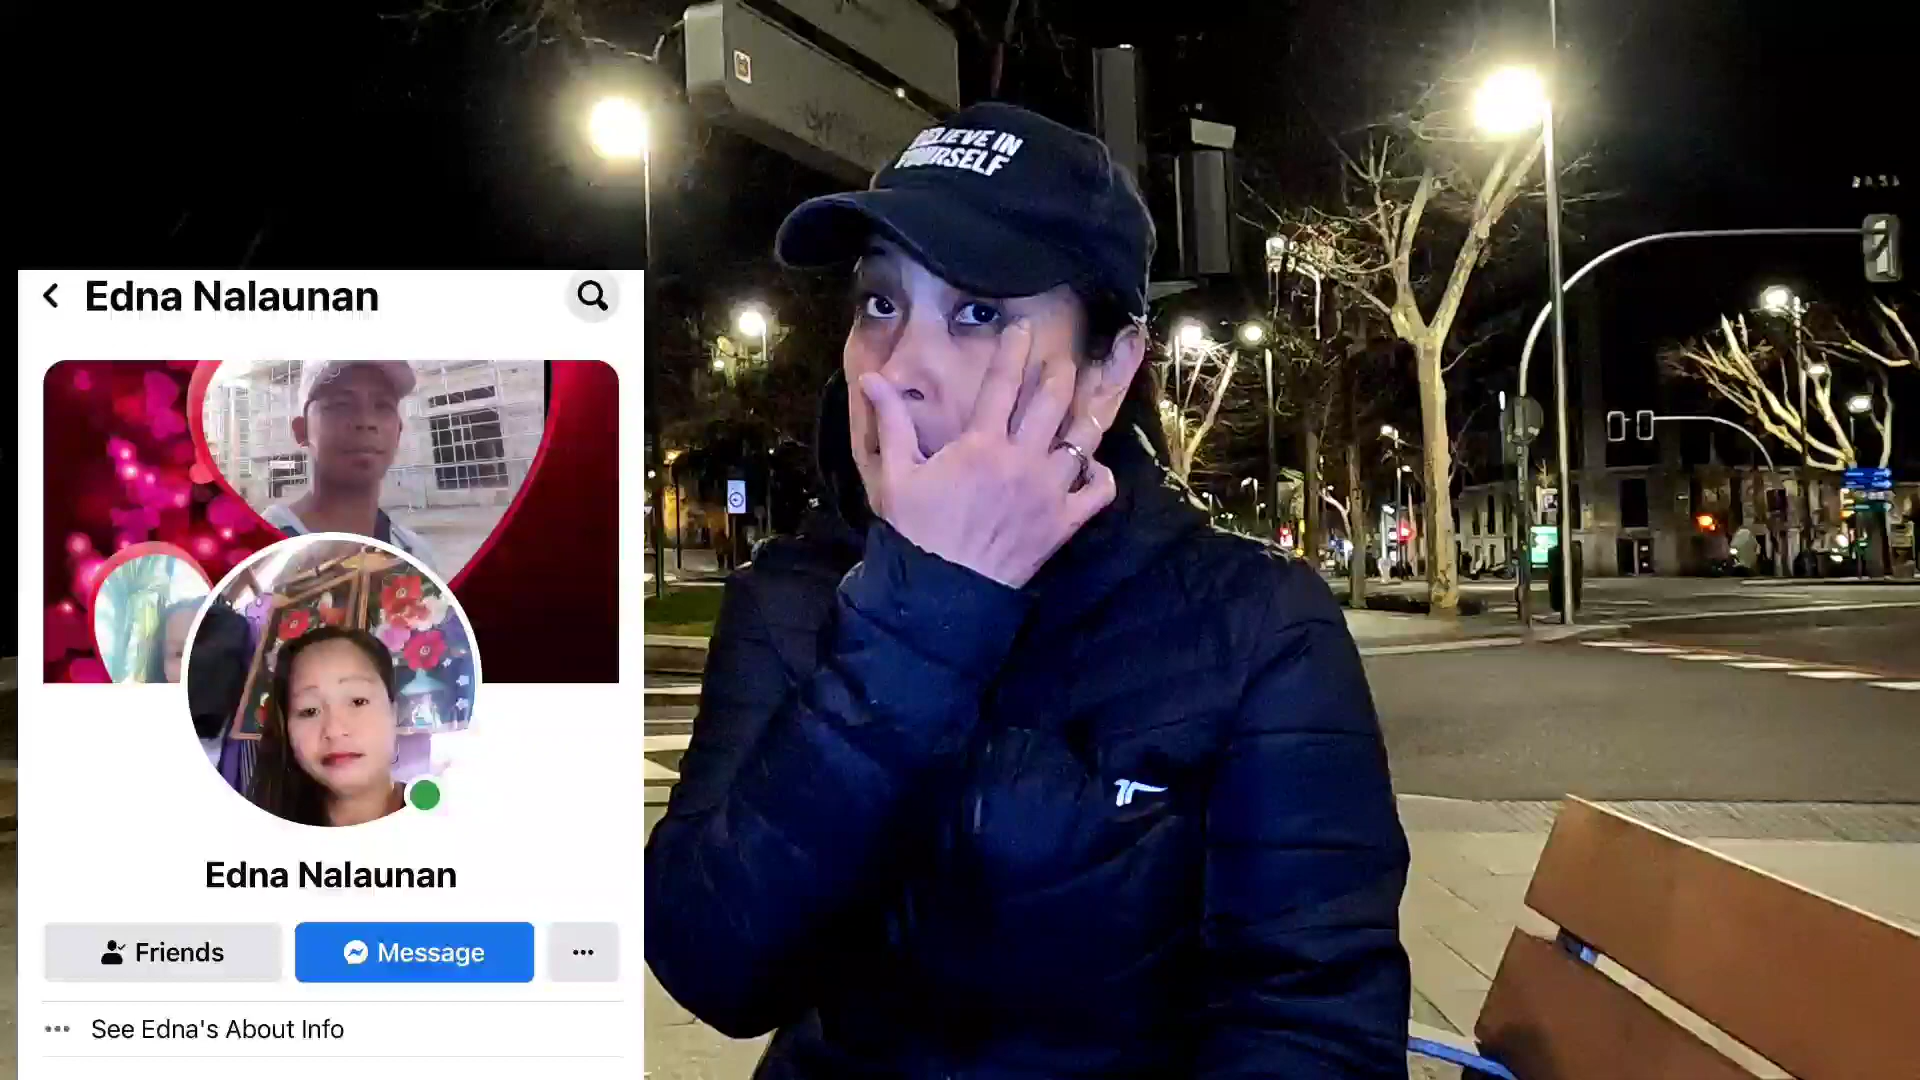 Edna Nalaunan
Edna Nalaunan
Friends
Message
See Edna's About Info
BELIEVE IN
YOURSELF